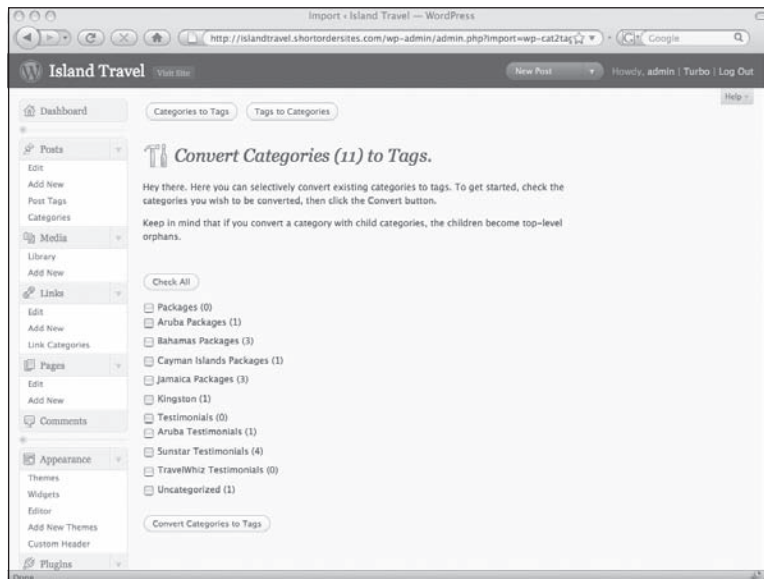 Import ‹ Island Travel — WordPress
http://islandtravel.shortordersites.com/wp-admin/admin.php?import=wp-cat2tag
Google
Island Travel
Visit Site
New Post
Howdy, admin | Turbo | Log Out
Help
Dashboard
Posts
Edit
Add New
Post Tags
Categories
Media
Library
Add New
Links
Edit
Add New
Link Categories
Pages
Edit
Add New
Comments
Appearance
Themes
Widgets
Editor
Add New Themes
Custom Header
Plugins
Categories to Tags
Tags to Categories
Convert Categories (11) to Tags.
Hey there. Here you can selectively convert existing categories to tags. To get started, check the
categories you wish to be converted, then click the Convert button.
Keep in mind that if you convert a category with child categories, the children become top-level
orphans.
Check All
Packages (0)
Aruba Packages (1)
Bahamas Packages (3)
Cayman Islands Packages (1)
Jamaica Packages (3)
Kingston (1)
Testimonials (0)
Aruba Testimonials (1)
Sunstar Testimonials (4)
TravelWhiz Testimonials (0)
Uncategorized (1)
Convert Categories to Tags
Done